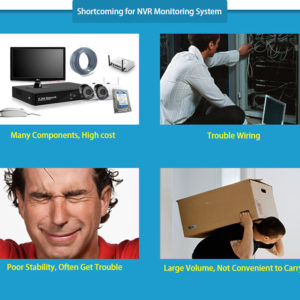 Shortcoming for NVR Monitoring System
Many Components, High cost
Trouble Wiring
Poor Stability, Often Get Trouble
Large Volume, Not Convenient to Carry